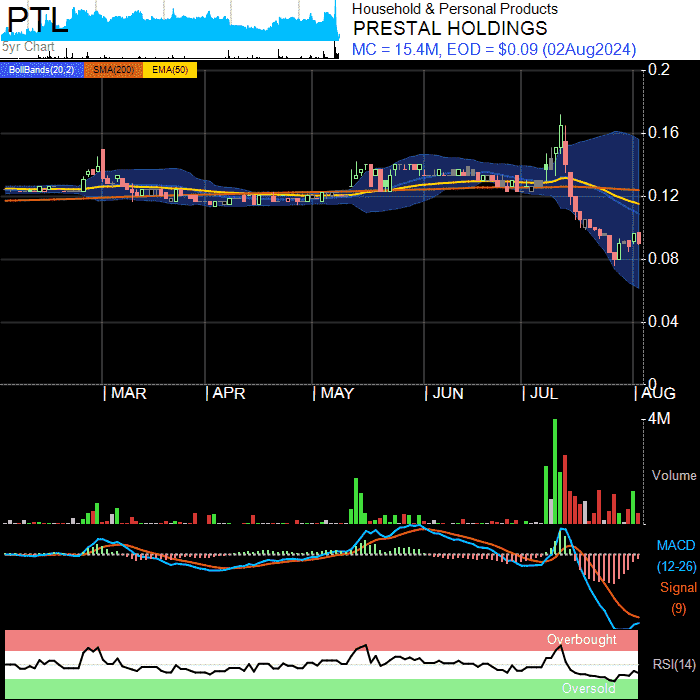 PTL
5yr Chart
Household & Personal Products
PRESTAL HOLDINGS
MC = 15.4M, EOD = $0.09 (02Aug2024)
BollBands(20,2) SMA(200) EMA(50)
0.2
0.16
0.12
0.08
0.04
0
MAR APR MAY JUN JUL AUG
4M
Volume
MACD
(12-26)
Signal
(9)
Overbought
RSI(14)
Oversold